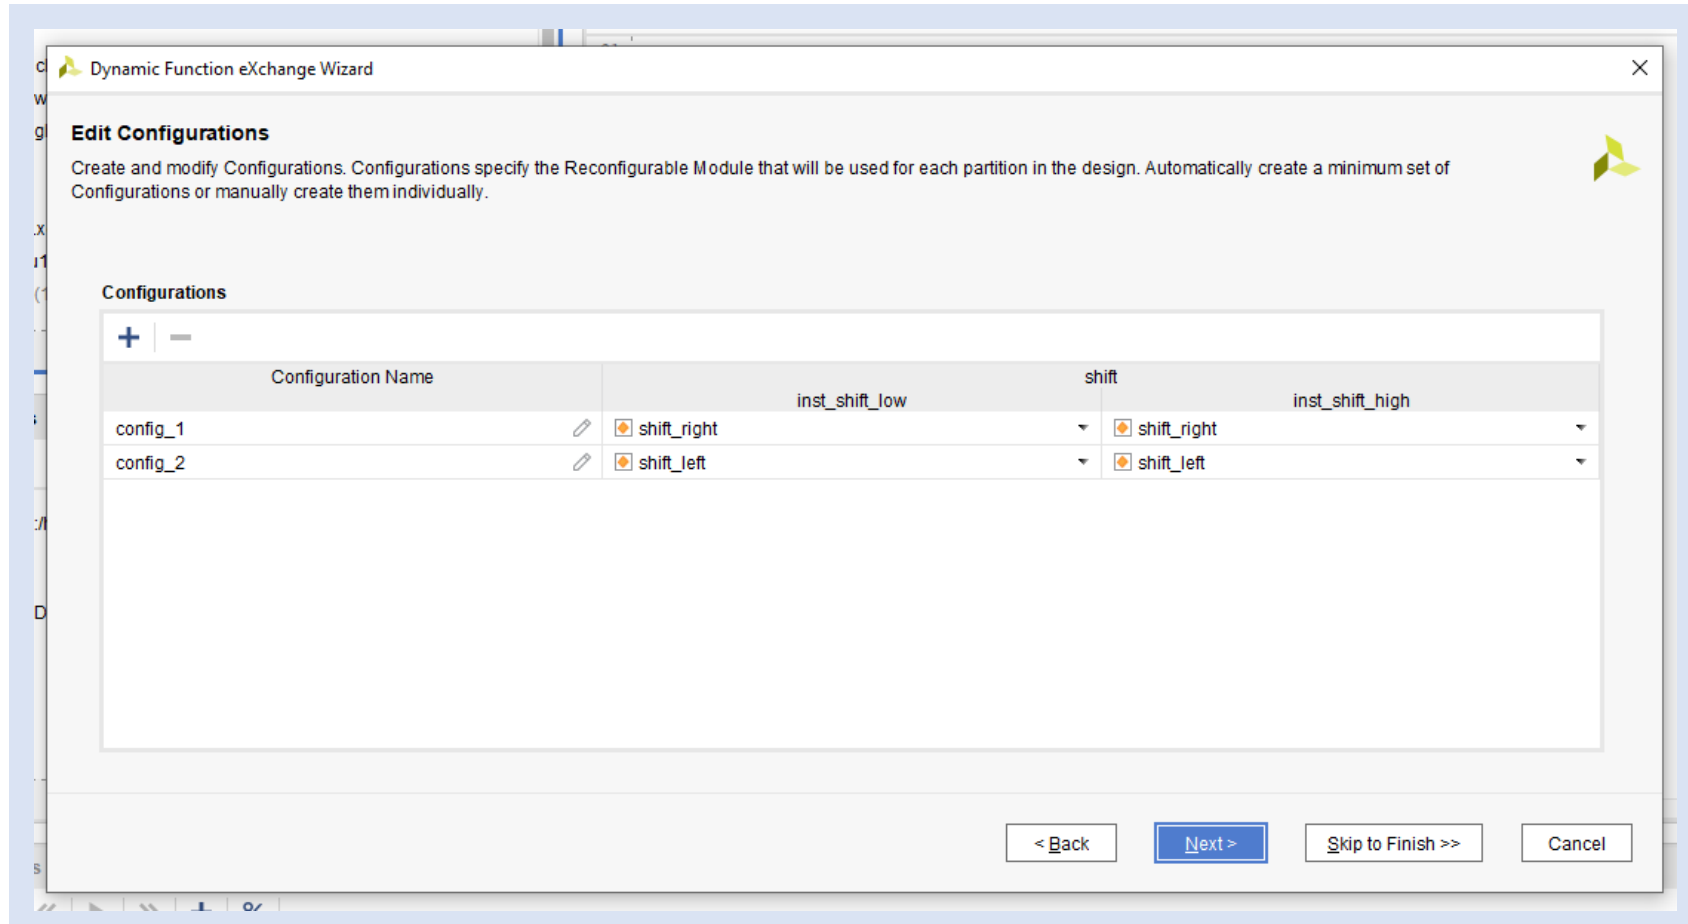 Dynamic Function eXchange Wizard
Edit Configurations
Create and modify Configurations. Configurations specify the Reconfigurable Module that will be used for each partition in the design. Automatically create a minimum set of
Configurations or manually create them individually.
Configurations
Configuration Name
shift
inst_shift_low
inst_shift_high
config_1 shift_right shift_right
config_2 shift_left shift_left
< Back Next > Skip to Finish >> Cancel